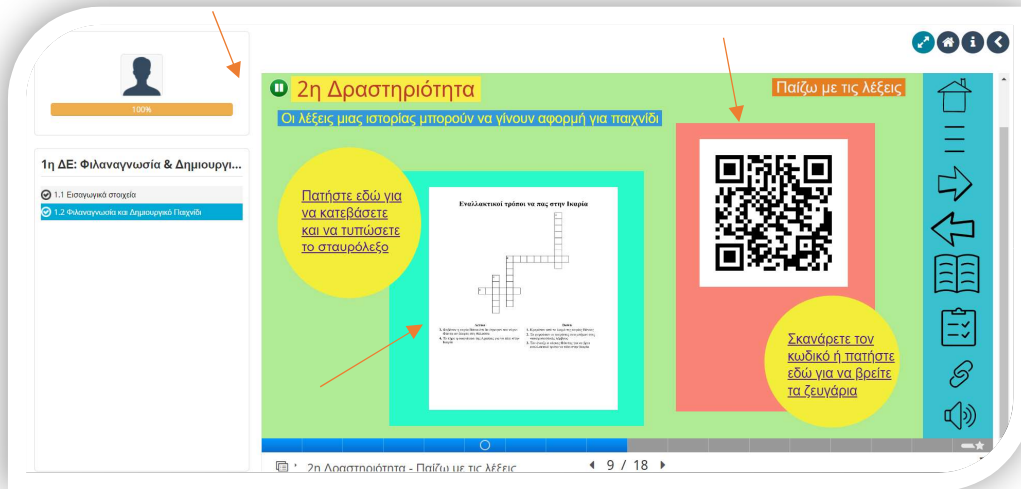 100%
1η ΔΕ: Φιλαναγνωσία & Δημιουργι...
1.1 Εισαγωγικά στοιχεία
1.2 Φιλαναγνωσία και Δημιουργικό Παιχνίδι
2η Δραστηριότητα
Παίζω με τις λέξεις
Οι λέξεις μιας ιστορίας μπορούν να γίνουν αφορμή για παιχνίδι
Πατήστε εδώ για
να κατεβάσετε
και να τυπώσετε
το σταυρόλεξο
Εναλλακτικοί τρόποι να πας στην Ικαρία
Σκανάρετε τον
κωδικό ή πατήστε
εδώ για να βρείτε
τα ζευγάρια
2η Δραστηριότητα - Παίζω με τις λέξεις
9 / 18